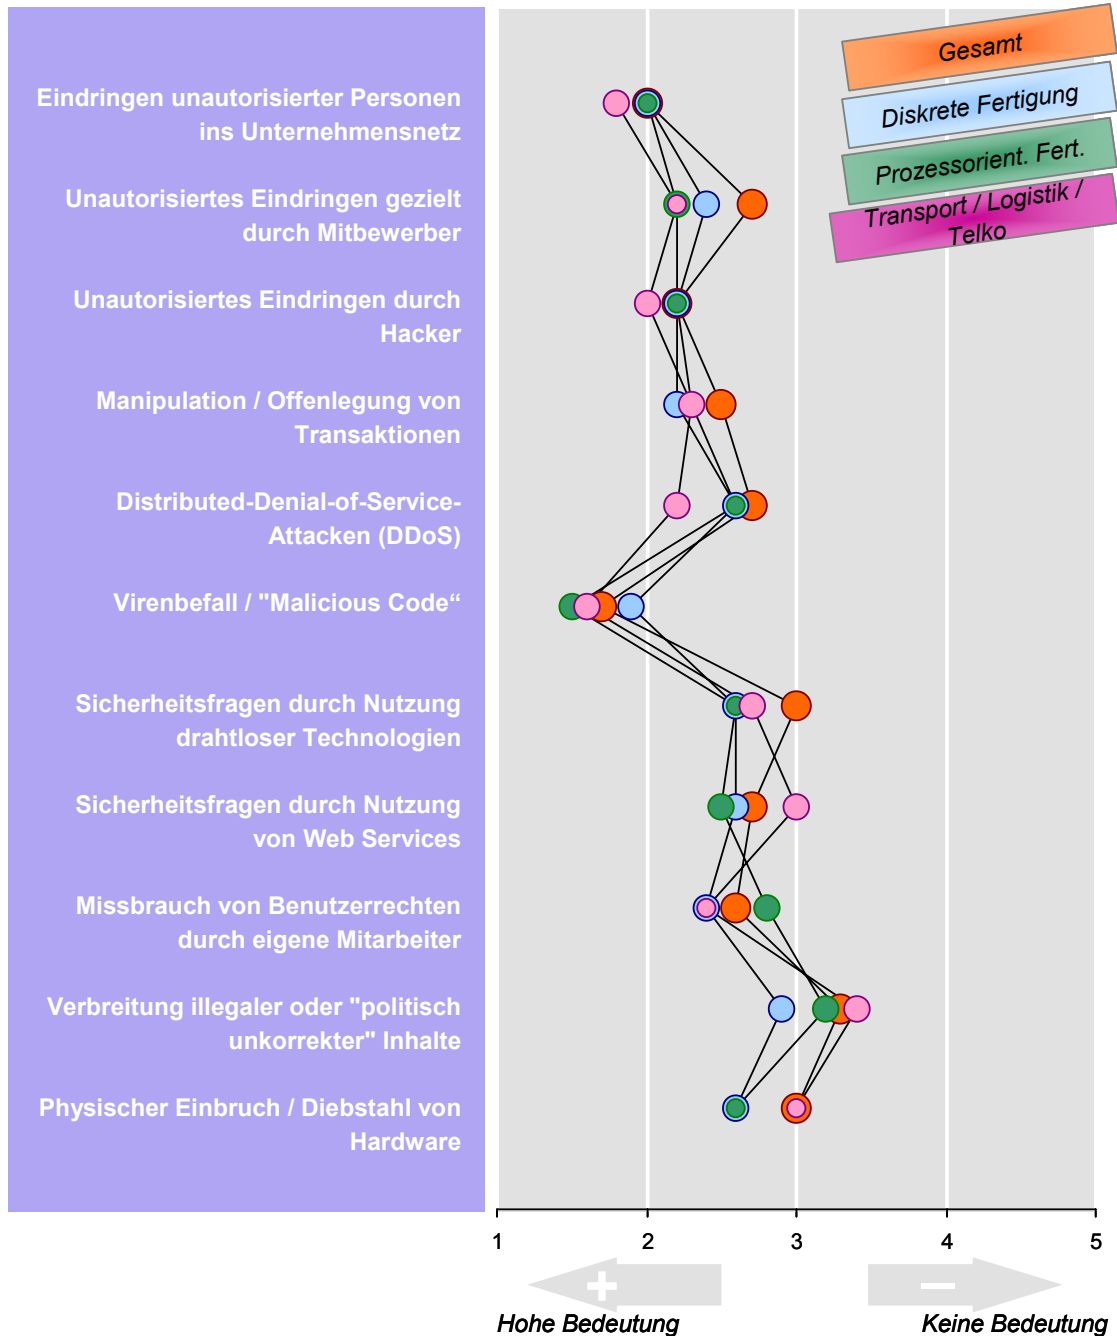 Gesamt
Diskrete Fertigung
Prozessorient. Fert.
Transport / Logistik /
Telko
Eindringen unautorisierter Personen
ins Unternehmensnetz
Unautorisiertes Eindringen gezielt
durch Mitbewerber
Unautorisiertes Eindringen durch
Hacker
Manipulation / Offenlegung von
Transaktionen
Distributed-Denial-of-Service-
Attacken (DDoS)
Virenbefall / "Malicious Code“
Sicherheitsfragen durch Nutzung
drahtloser Technologien
Sicherheitsfragen durch Nutzung
von Web Services
Missbrauch von Benutzerrechten
durch eigene Mitarbeiter
Verbreitung illegaler oder "politisch
unkorrekter" Inhalte
Physischer Einbruch / Diebstahl von
Hardware
1 2 3 4 5
+ –
Hohe Bedeutung Keine Bedeutung